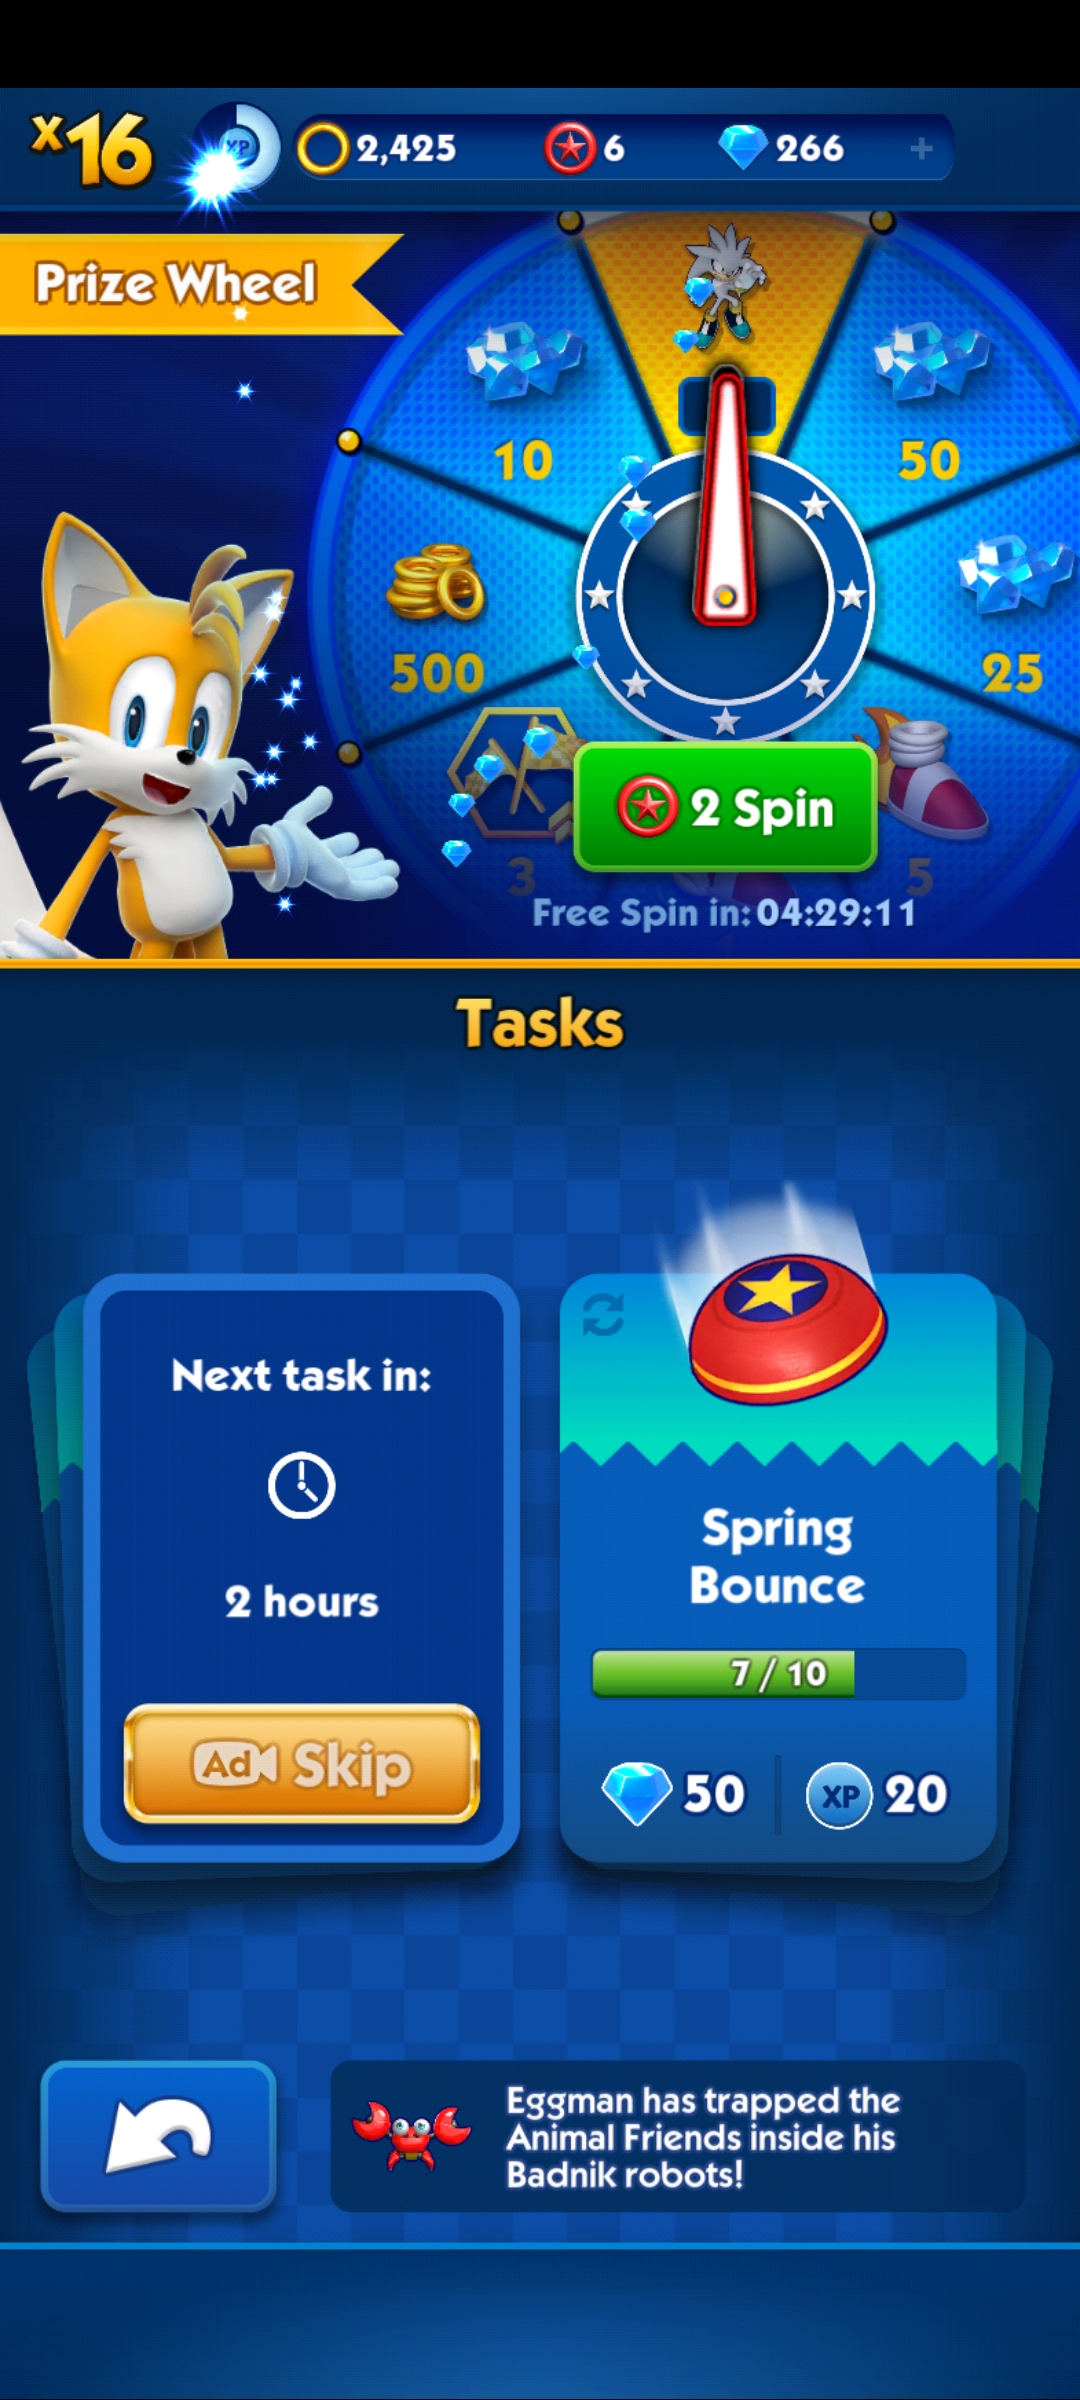 x16
XP
2,425
6
266
+
Prize Wheel
10
50
500
25
3
5
2 Spin
Free Spin in: 04:29:11
Tasks
Next task in:
2 hours
Ad Skip
Spring
Bounce
7 / 10
50
XP 20
Eggman has trapped the
Animal Friends inside his
Badnik robots!